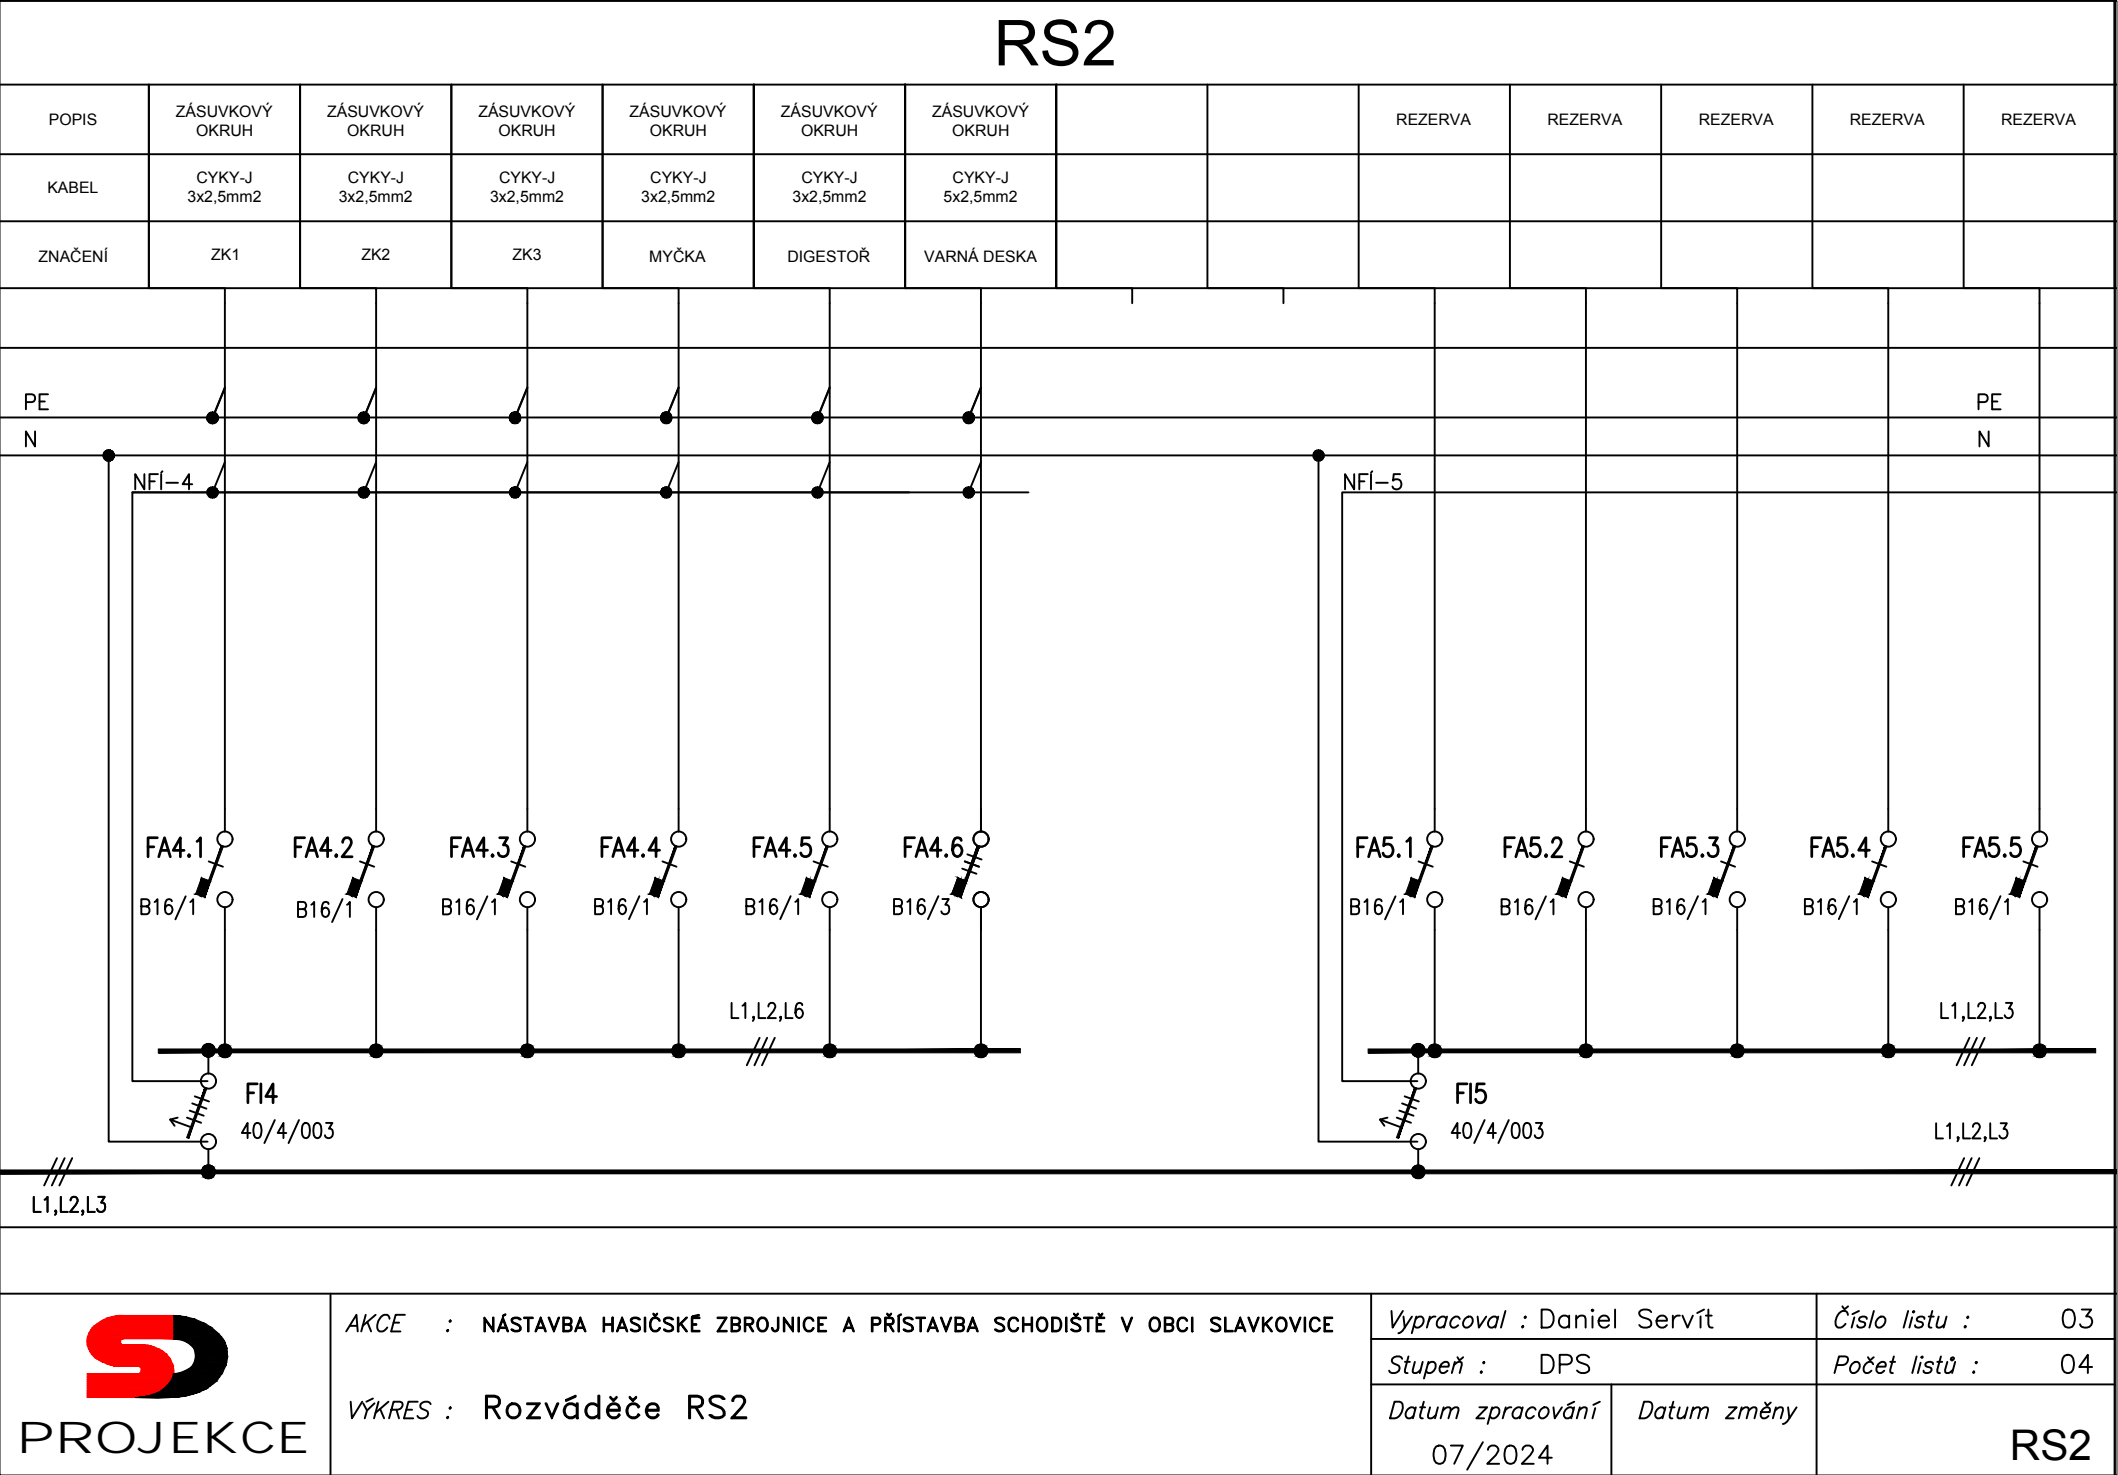 RS2
POPIS ZÁSUVKOVÝ OKRUH ZÁSUVKOVÝ OKRUH ZÁSUVKOVÝ OKRUH ZÁSUVKOVÝ OKRUH ZÁSUVKOVÝ OKRUH ZÁSUVKOVÝ OKRUH REZERVA REZERVA REZERVA REZERVA REZERVA
KABEL CYKY-J 3x2,5mm2 CYKY-J 3x2,5mm2 CYKY-J 3x2,5mm2 CYKY-J 3x2,5mm2 CYKY-J 3x2,5mm2 CYKY-J 5x2,5mm2
ZNAČENÍ ZK1 ZK2 ZK3 MYČKA DIGESTOŘ VARNÁ DESKA
PE PE
N N
NFÍ-4 NFÍ-5
FA4.1 FA4.2 FA4.3 FA4.4 FA4.5 FA4.6 FA5.1 FA5.2 FA5.3 FA5.4 FA5.5
B16/1 B16/1 B16/1 B16/1 B16/1 B16/3 B16/1 B16/1 B16/1 B16/1 B16/1
L1,L2,L6 L1,L2,L3
FI4 FI5
40/4/003 40/4/003 L1,L2,L3
L1,L2,L3
SD
PROJEKCE
AKCE : NÁSTAVBA HASIČSKÉ ZBROJNICE A PŘÍSTAVBA SCHODIŠTĚ V OBCI SLAVKOVICE
VÝKRES : Rozváděče RS2
Vypracoval : Daniel Servít
Číslo listu : 03
Stupeň : DPS
Počet listů : 04
Datum zpracování
07/2024
Datum změny
RS2